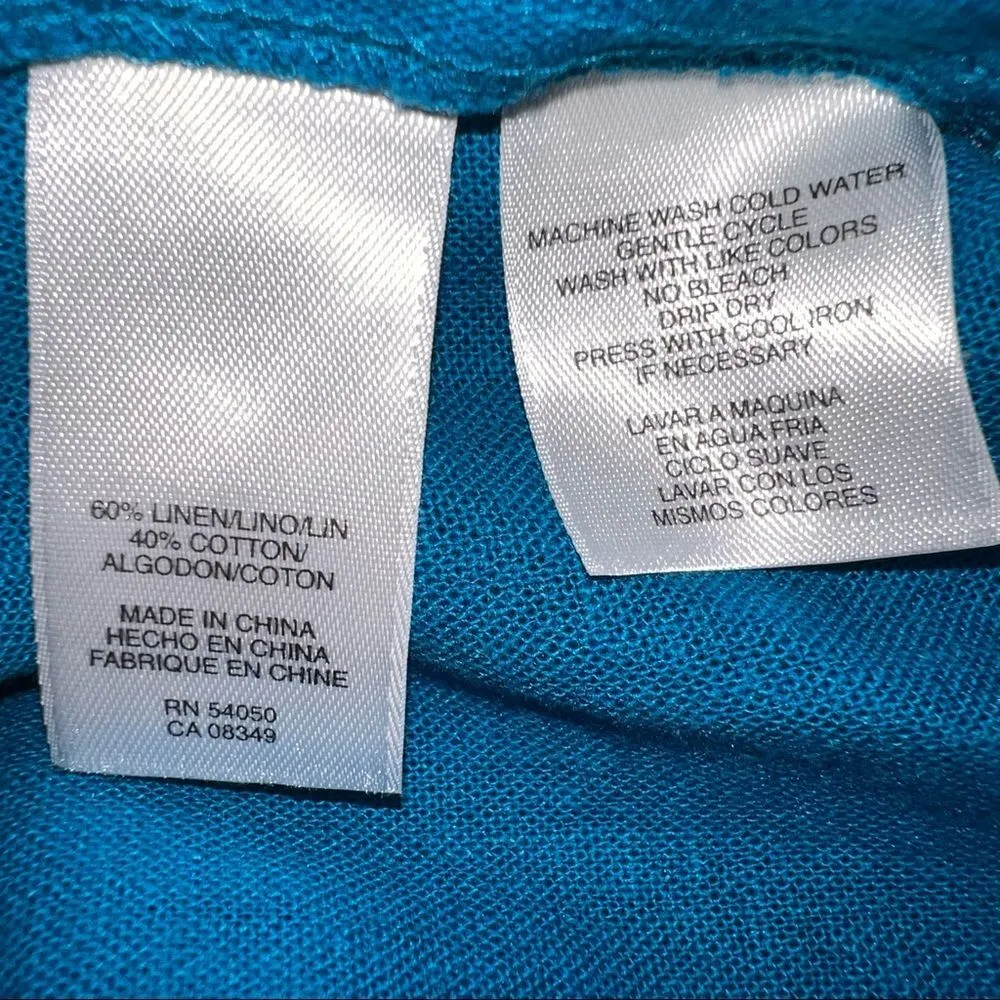 60% LINEN/LINO/LIN
40% COTTON/
ALGODON/COTON
MADE IN CHINA
HECHO EN CHINA
FABRIQUE EN CHINE
RN 54050
CA 08349
MACHINE WASH COLD WATER
GENTLE CYCLE
WASH WITH LIKE COLORS
NO BLEACH
DRIP DRY
PRESS WITH COOL IRON
IF NECESSARY
LAVAR A MAQUINA
EN AGUA FRIA
CICLO SUAVE
LAVAR CON LOS
MISMOS COLORES